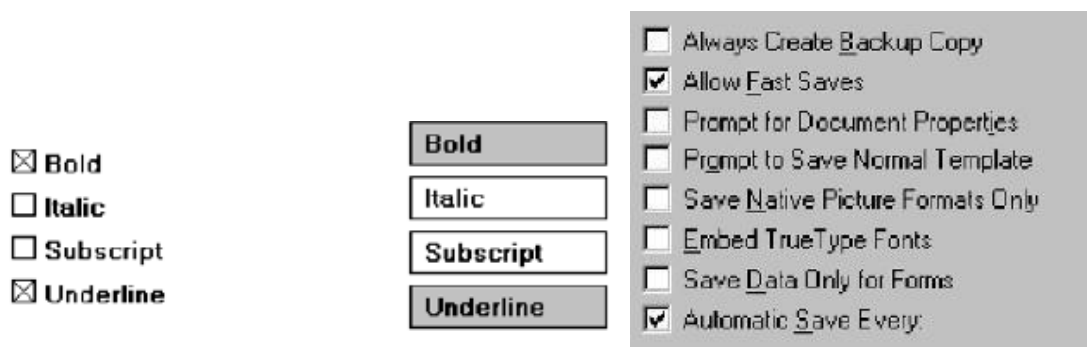 Bold
Italic
Subscript
Underline
Bold
Italic
Subscript
Underline
Always Create Backup Copy
Allow Fast Saves
Prompt for Document Properties
Prompt to Save Normal Template
Save Native Picture Formats Only
Embed TrueType Fonts
Save Data Only for Forms
Automatic Save Every: